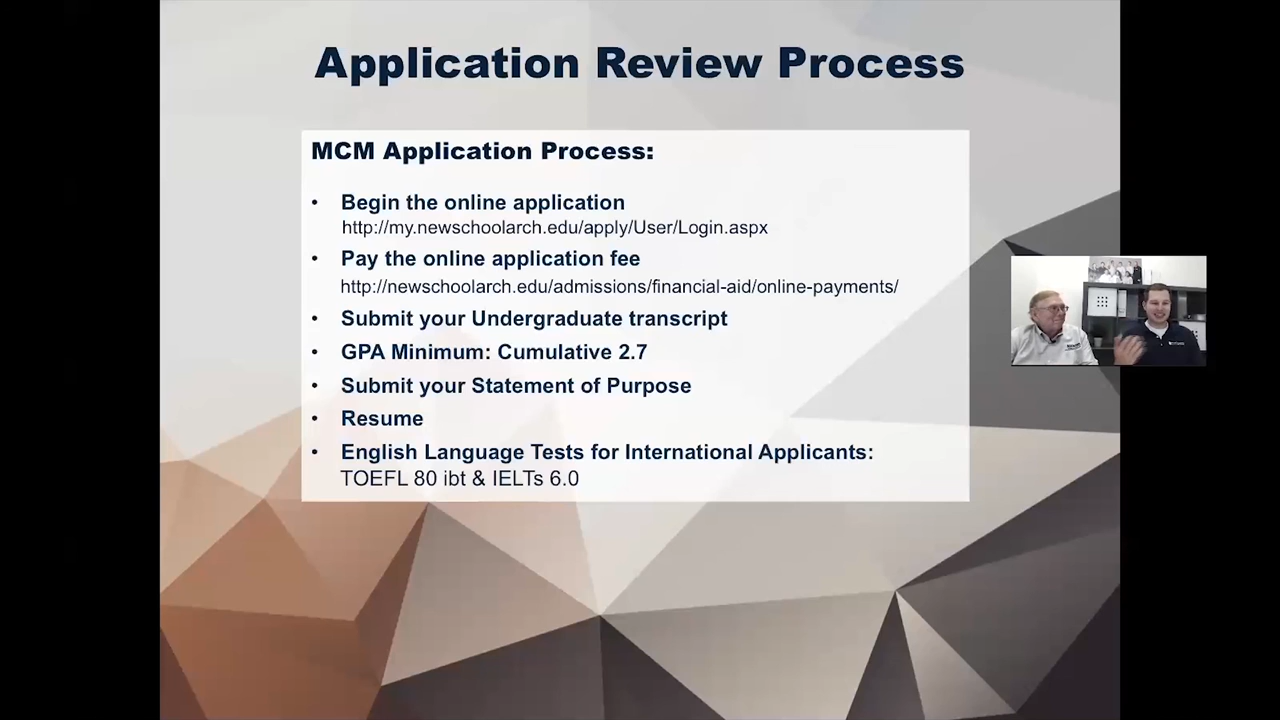 Application Review Process
MCM Application Process:
• Begin the online application
http://my.newschoolarch.edu/apply/User/Login.aspx
• Pay the online application fee
http://newschoolarch.edu/admissions/financial-aid/online-payments/
• Submit your Undergraduate transcript
• GPA Minimum: Cumulative 2.7
• Submit your Statement of Purpose
• Resume
• English Language Tests for International Applicants:
TOEFL 80 ibt & IELTs 6.0